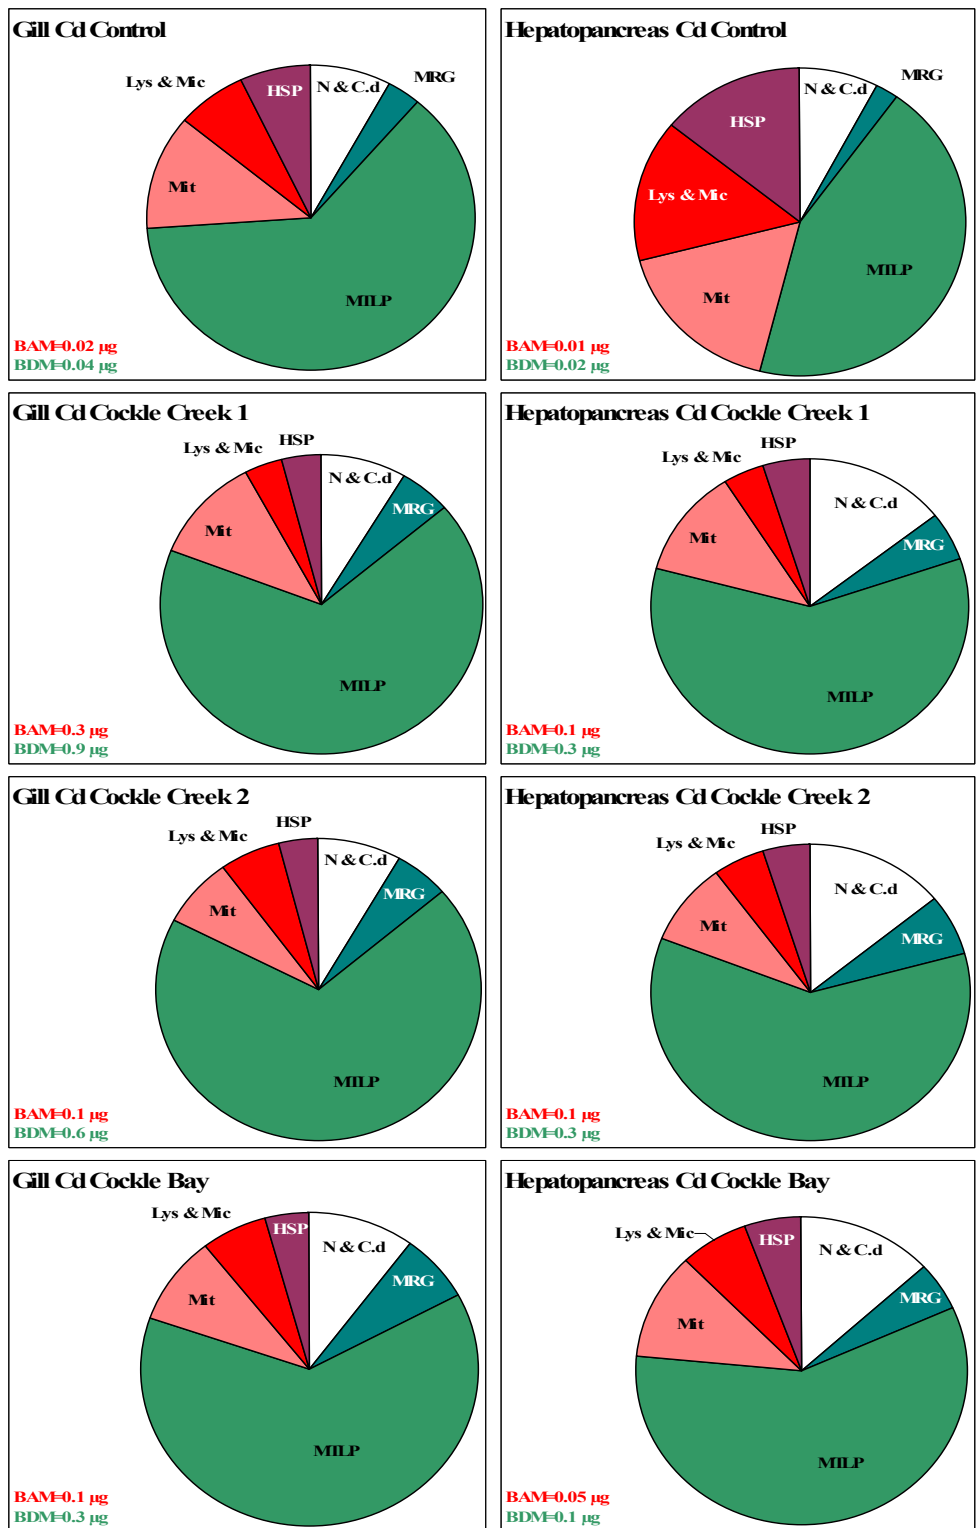 Gill Cd Control
Lys & Mic
HSP
N & C.d
MRG
Mit
MTLP
BAM=0.02 µg
BDM=0.04 µg
Hepatopancreas Cd Control
N & C.d
MRG
HSP
Lys & Mic
Mit
MTLP
BAM=0.01 µg
BDM=0.02 µg
Gill Cd Cockle Creek 1
Lys & Mic
HSP
N & C.d
MRG
Mit
MTLP
BAM=0.3 µg
BDM=0.9 µg
Hepatopancreas Cd Cockle Creek 1
Lys & Mic
HSP
N & C.d
MRG
Mit
MTLP
BAM=0.1 µg
BDM=0.3 µg
Gill Cd Cockle Creek 2
Lys & Mic
HSP
N & C.d
MRG
Mit
MTLP
BAM=0.1 µg
BDM=0.6 µg
Hepatopancreas Cd Cockle Creek 2
Lys & Mic
HSP
N & C.d
MRG
Mit
MTLP
BAM=0.1 µg
BDM=0.3 µg
Gill Cd Cockle Bay
Lys & Mic
HSP
N & C.d
MRG
Mit
MTLP
BAM=0.1 µg
BDM=0.3 µg
Hepatopancreas Cd Cockle Bay
Lys & Mic
HSP
N & C.d
MRG
Mit
MTLP
BAM=0.05 µg
BDM=0.1 µg